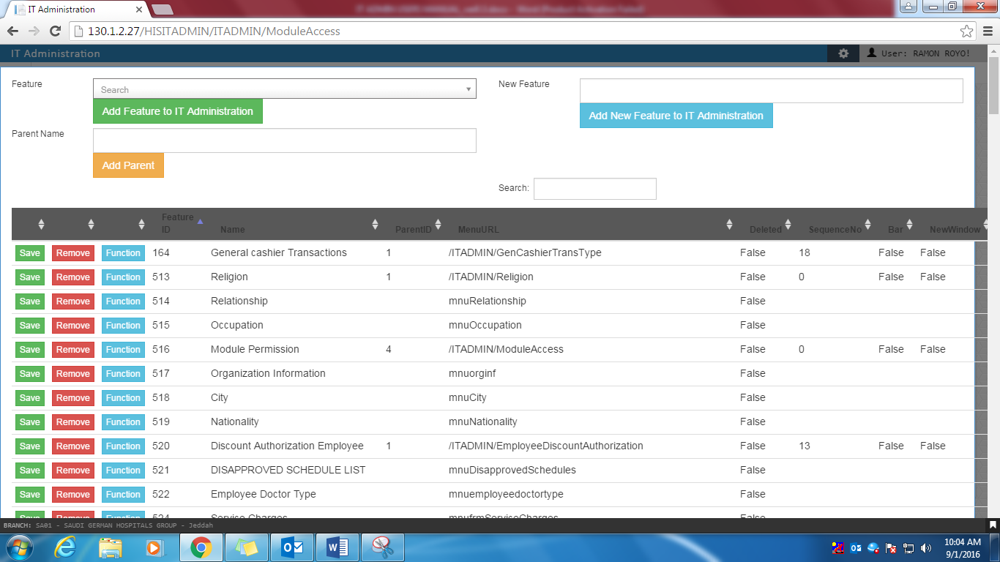 IT Administration
130.1.2.27/HISITADMIN/ITADMIN/ModuleAccess
IT Administration User: RAMON ROYO!
Feature Search New Feature
Add Feature to IT Administration Add New Feature to IT Administration
Parent Name
Add Parent
Search:
Feature ID Name ParentID MenuURL Deleted SequenceNo Bar NewWindow
Save Remove Function 164 General cashier Transactions 1 /ITADMIN/GenCashierTransType False 18 False False
Save Remove Function 513 Religion 1 /ITADMIN/Religion False 0 False False
Save Remove Function 514 Relationship mnuRelationship False
Save Remove Function 515 Occupation mnuOccupation False
Save Remove Function 516 Module Permission 4 /ITADMIN/ModuleAccess False 0 False False
Save Remove Function 517 Organization Information mnuorginf False
Save Remove Function 518 City mnuCity False
Save Remove Function 519 Nationality mnuNationality False
Save Remove Function 520 Discount Authorization Employee 1 /ITADMIN/EmployeeDiscountAuthorization False 13 False False
Save Remove Function 521 DISAPPROVED SCHEDULE LIST mnuDisapprovedSchedules False
Save Remove Function 522 Employee Doctor Type mnuemployeedoctortype False
Save Remove Function 524 Service Charges mnufrmServiceCharges False
BRANCH: SA01 - SAUDI GERMAN HOSPITALS GROUP - Jeddah
10:04 AM
9/1/2016